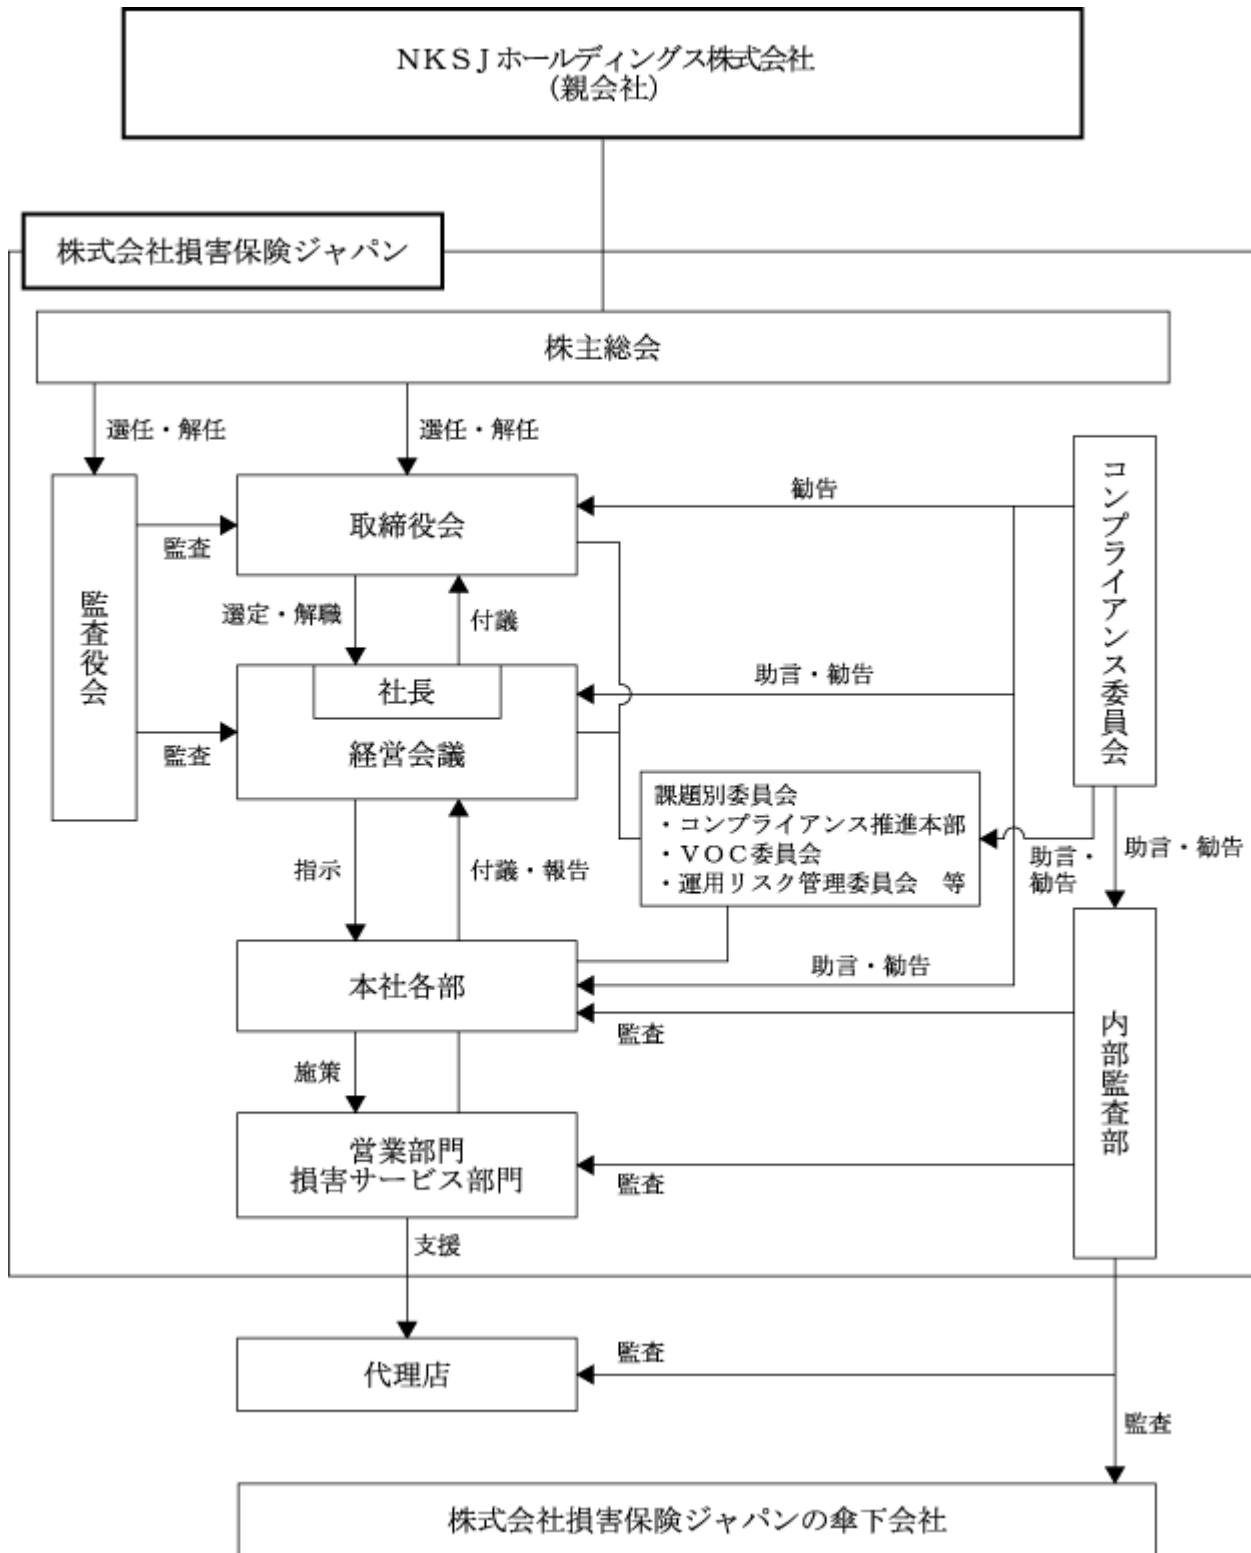 NKSJホールディングス株式会社
(親会社)
株式会社損害保険ジャパン
株主総会
選任・解任
選任・解任
コンプライアンス委員会
勧告
取締役会
監査
監査役会
選定・解職
付議
助言・勧告
社長
経営会議
監査
課題別委員会
・コンプライアンス推進本部
・VOC委員会
・運用リスク管理委員会 等
助言・
勧告
助言・勧告
指示
付議・報告
助言・勧告
本社各部
監査
内部監査部
施策
営業部門
損害サービス部門
監査
支援
代理店
監査
監査
株式会社損害保険ジャパンの傘下会社